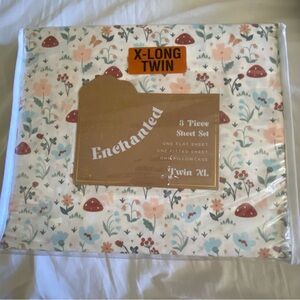 X-LONG
TWIN
Enchanted
3 Piece
Sheet Set
ONE FLAT SHEET
ONE FITTED SHEET
ONE PILLOWCASE
Twin XL